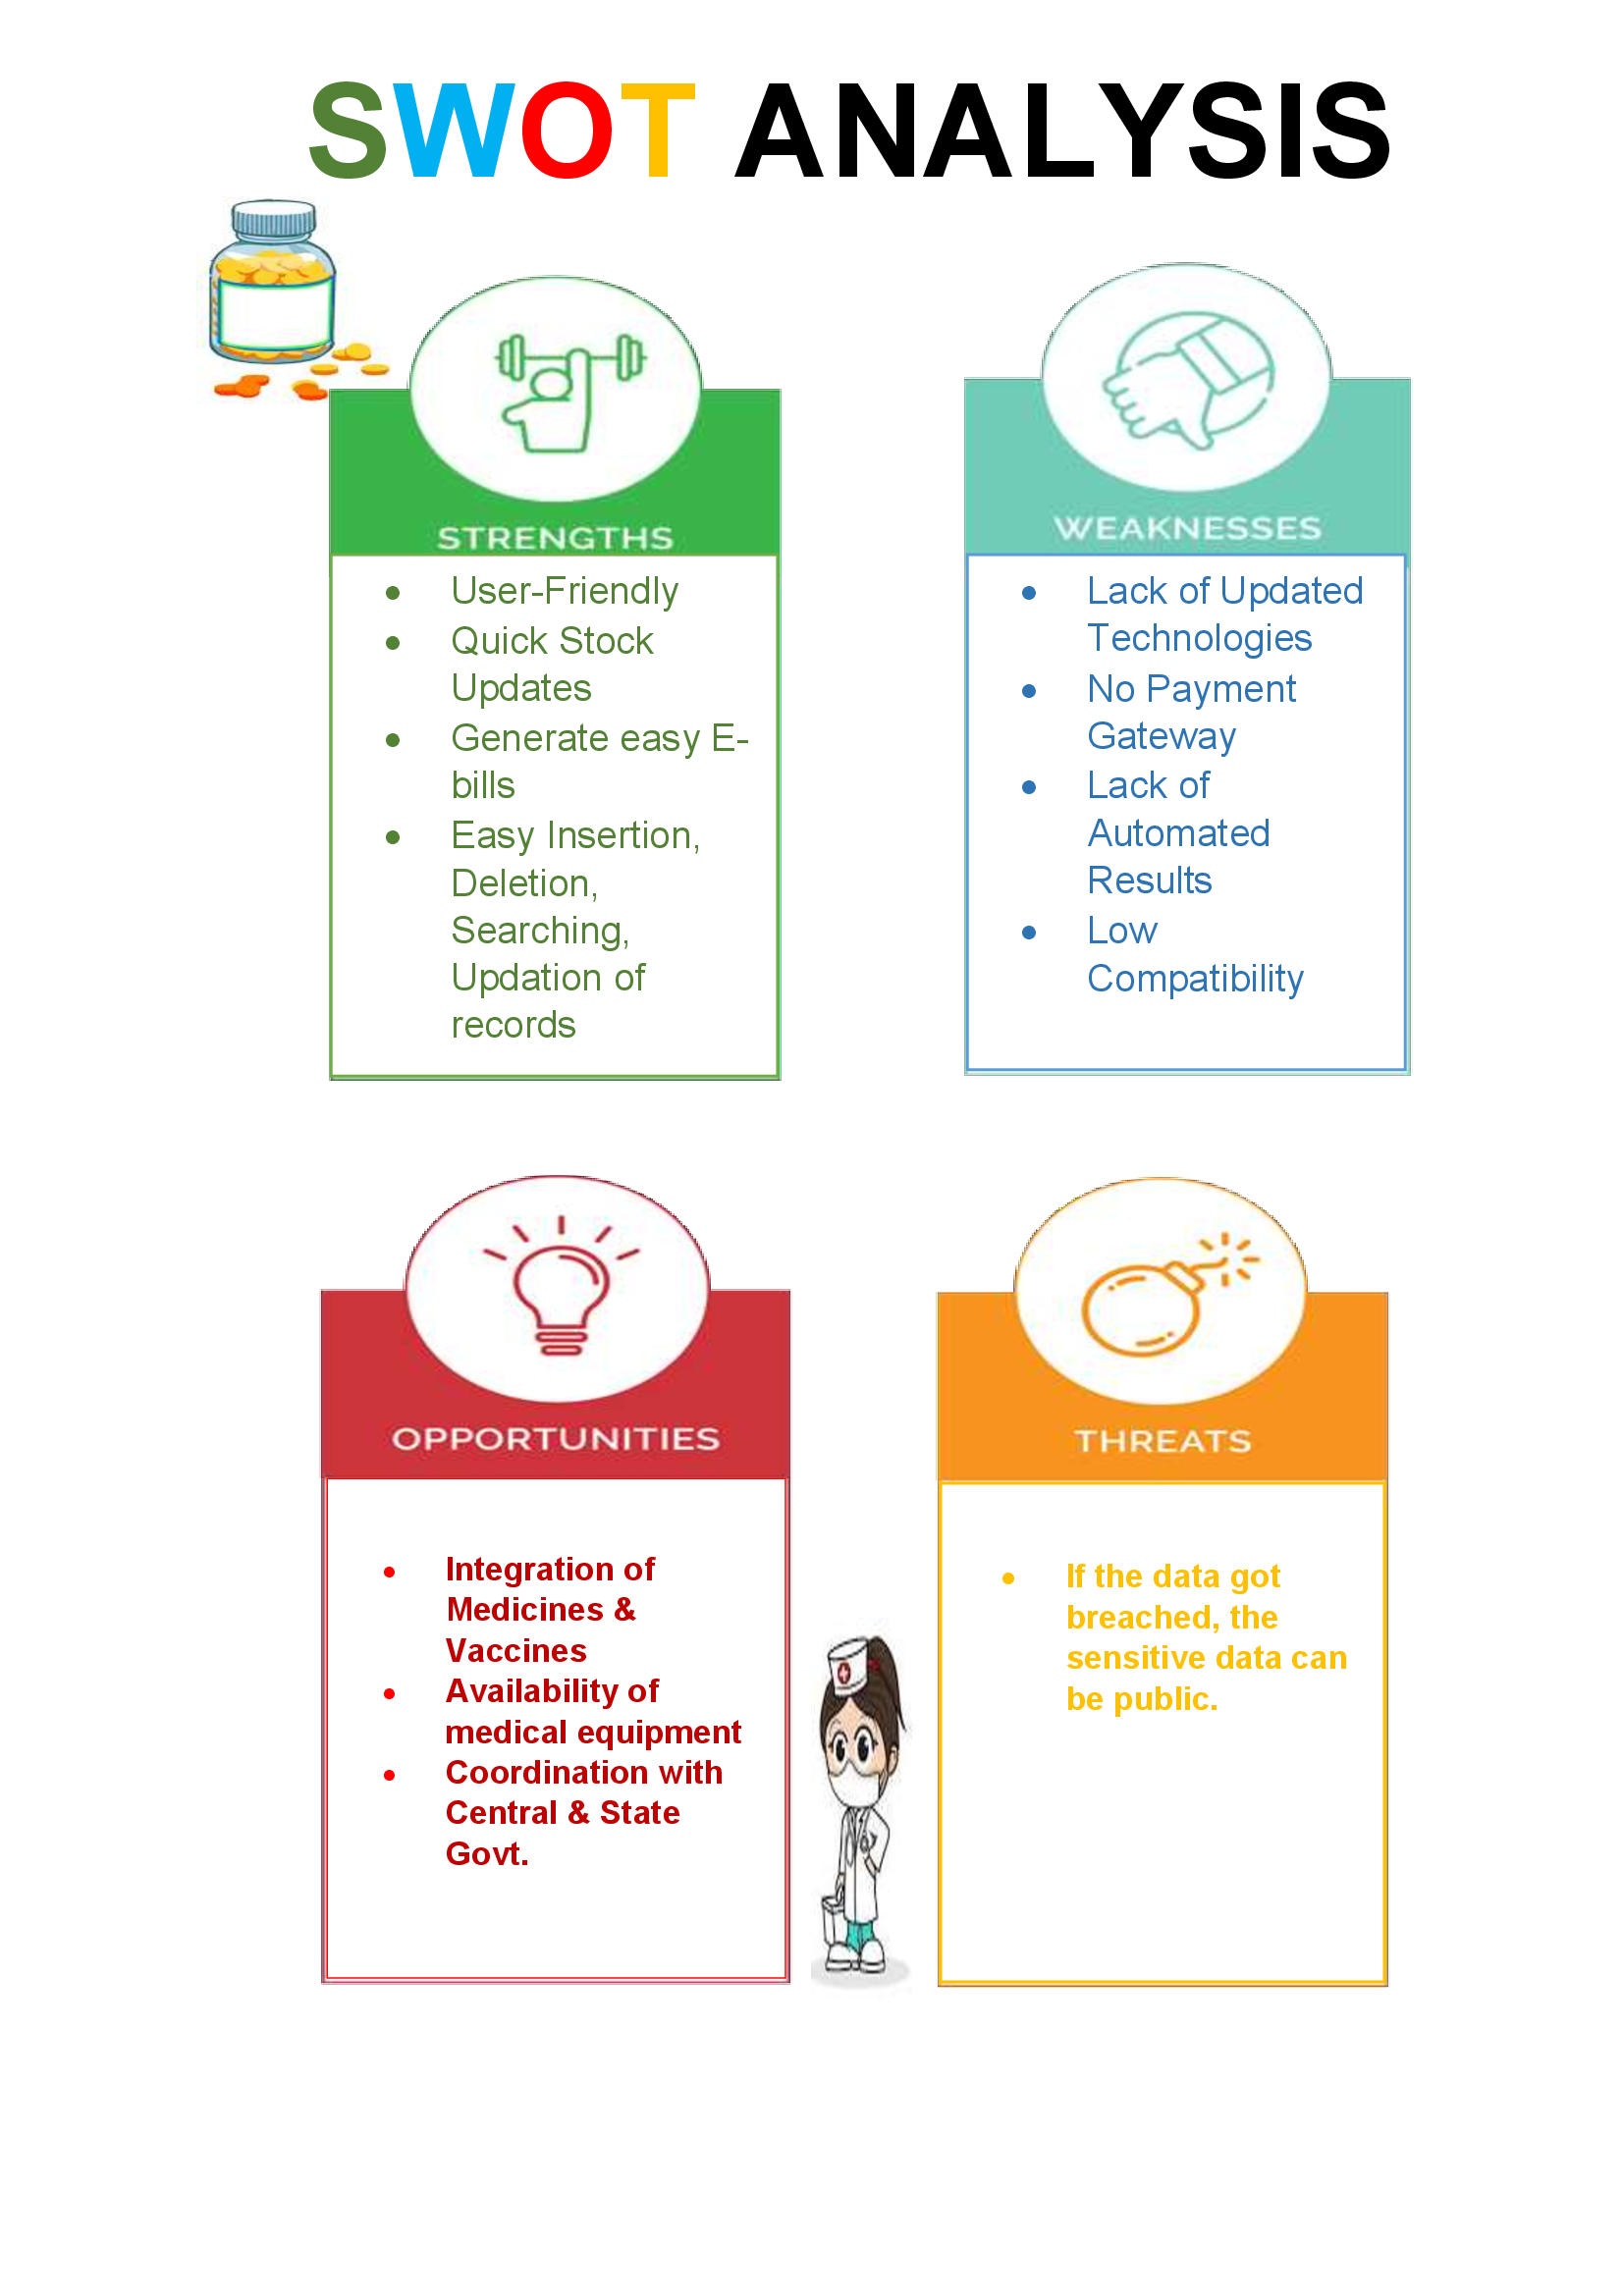 SWOT ANALYSIS
STRENGTHS
• User-Friendly
• Quick Stock
Updates
• Generate easy E-
bills
• Easy Insertion,
Deletion,
Searching,
Updation of
records
WEAKNESSES
• Lack of Updated
Technologies
• No Payment
Gateway
• Lack of
Automated
Results
• Low
Compatibility
OPPORTUNITIES
• Integration of
Medicines &
Vaccines
• Availability of
medical equipment
• Coordination with
Central & State
Govt.
THREATS
• If the data got
breached, the
sensitive data can
be public.